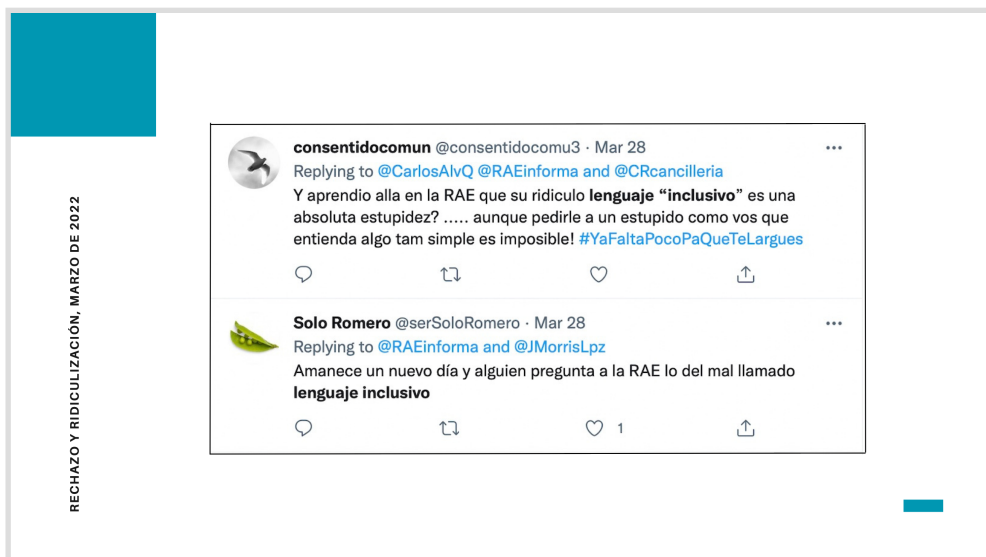 RECHAZO Y RIDICULIZACIÓN, MARZO DE 2022
consentidocomun @consentidocomu3 · Mar 28
Replying to @CarlosAlvQ @RAEinforma and @CRcancilleria
Y aprendio alla en la RAE que su ridiculo lenguaje “inclusivo” es una
absoluta estupidez? ..... aunque pedirle a un estupido como vos que
entienda algo tam simple es imposible! #YaFaltaPocoPaQueTeLargues
Solo Romero @serSoloRomero · Mar 28
Replying to @RAEinforma and @JMorrisLpz
Amanece un nuevo día y alguien pregunta a la RAE lo del mal llamado
lenguaje inclusivo
1